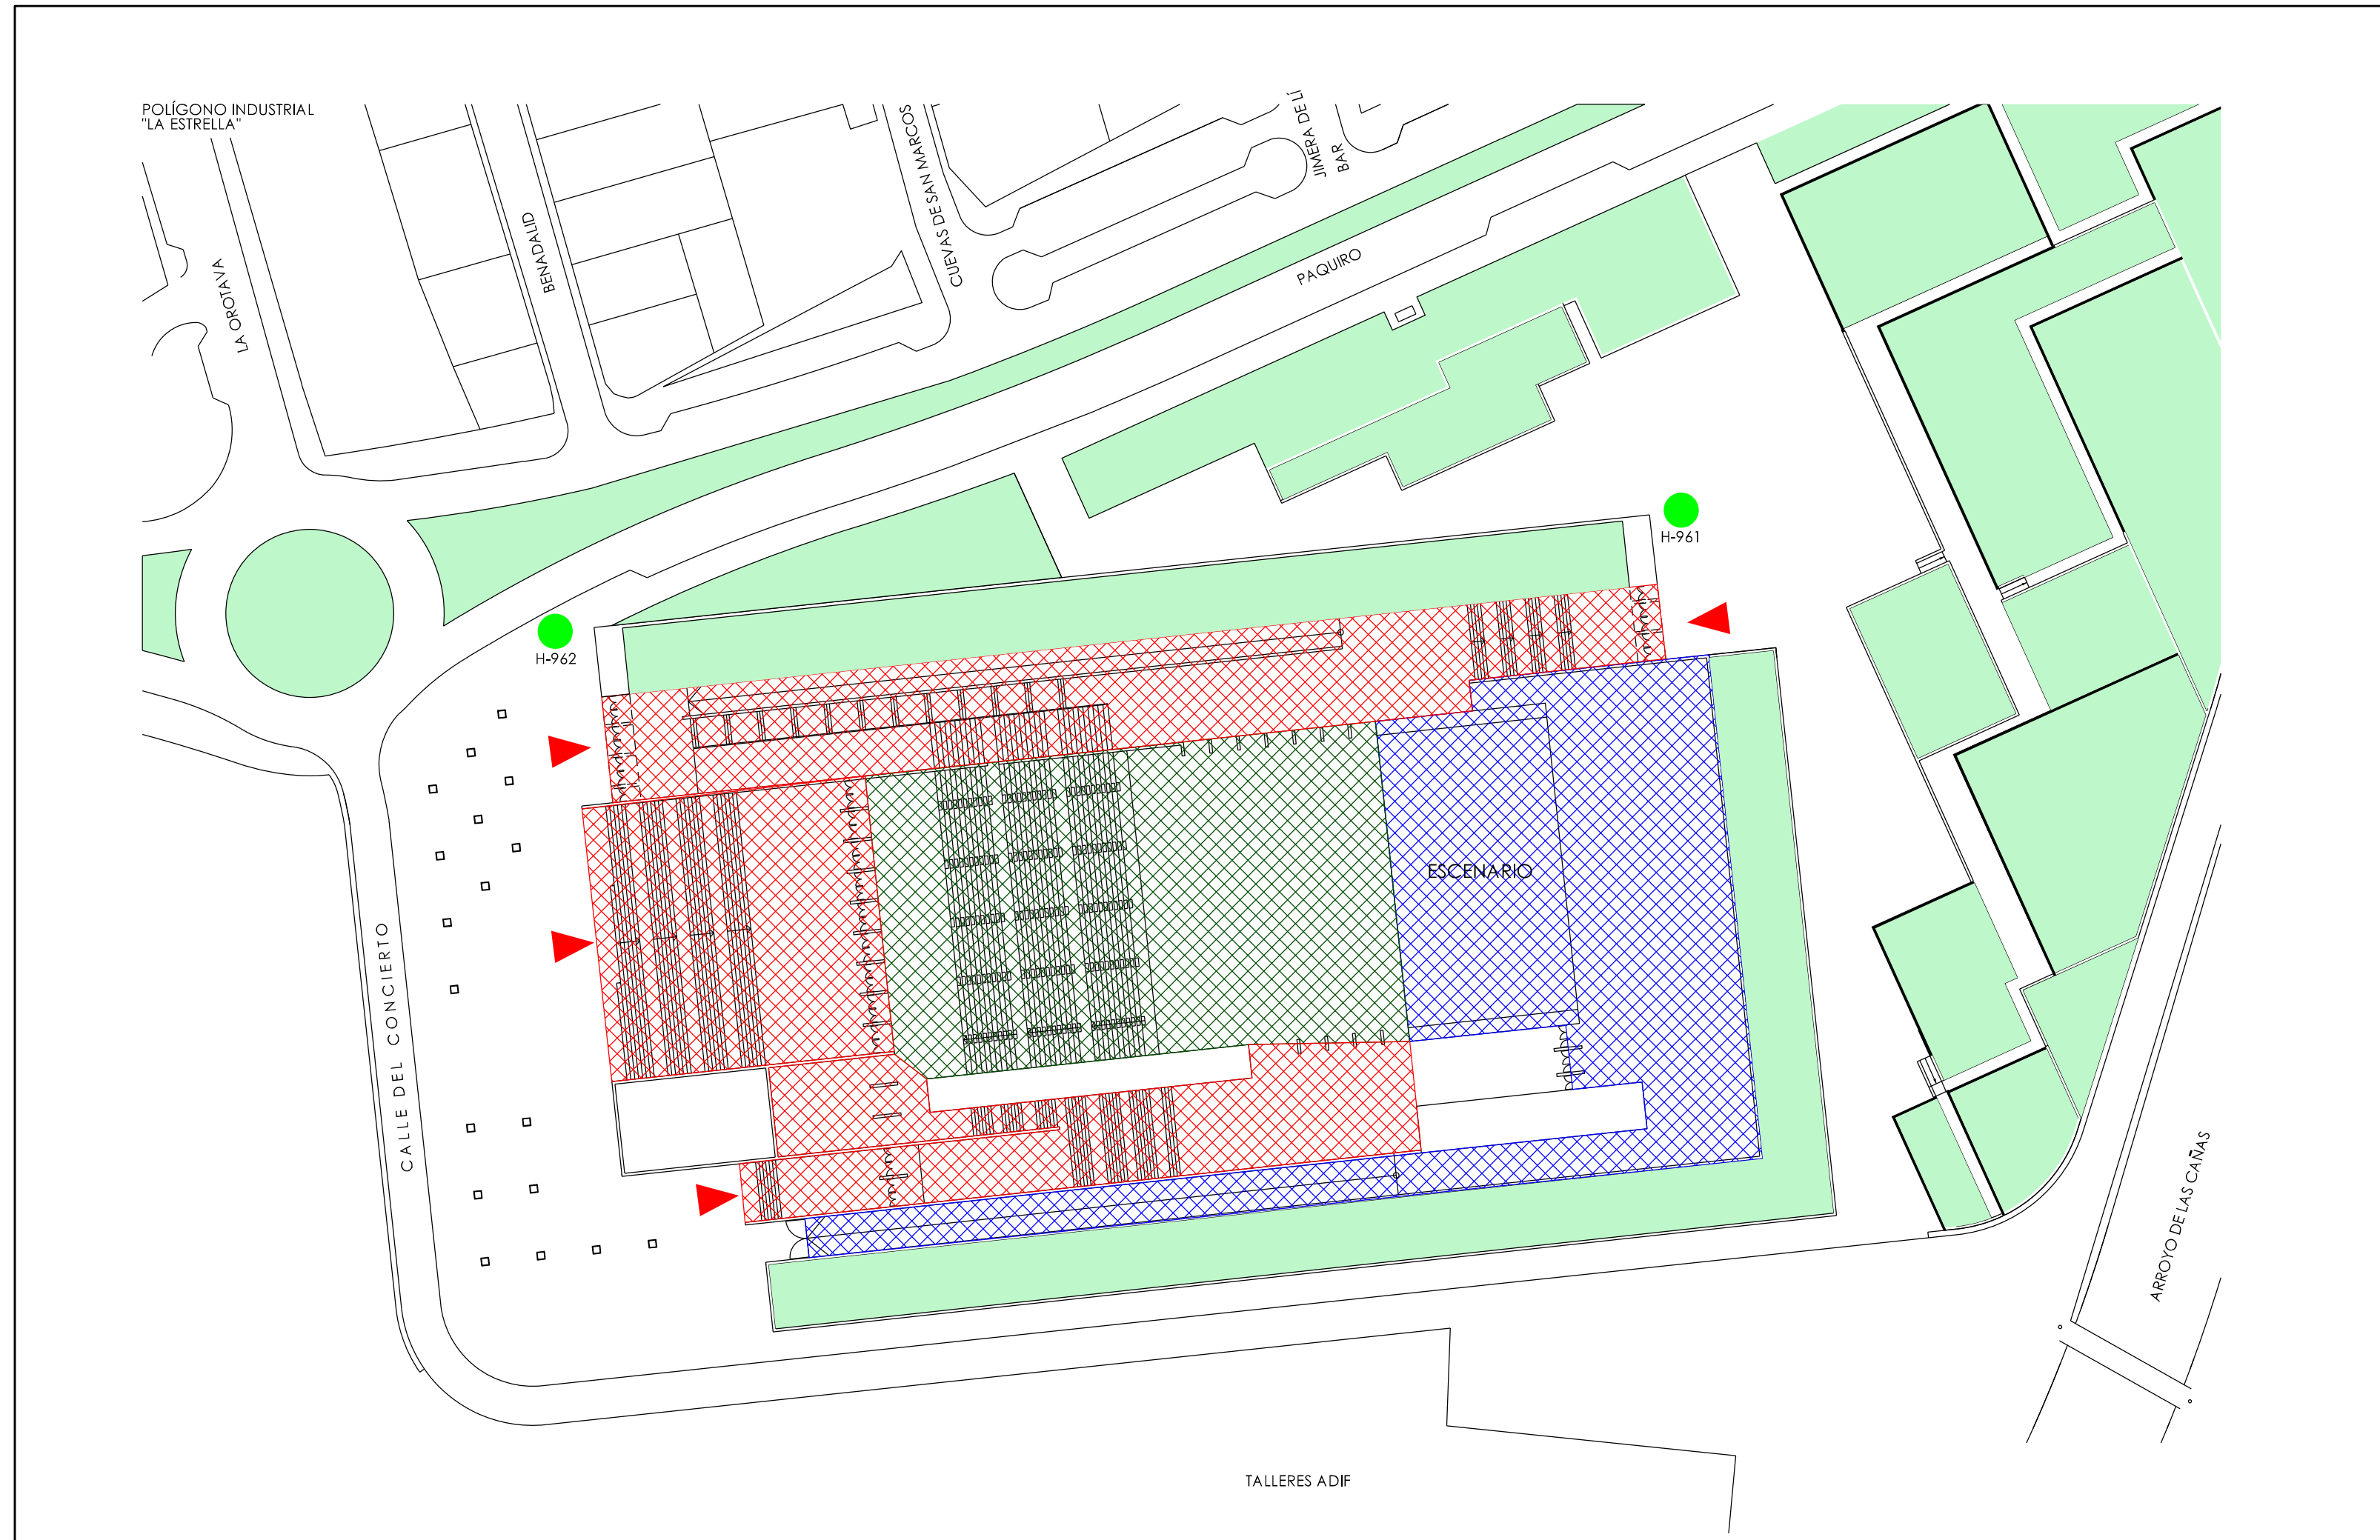 POLÍGONO INDUSTRIAL
"LA ESTRELLA"
LA OROTAVA
BENADALID
CUEVAS DE SAN MARCOS
JIMERA DE
BAR
PAQUIRO
H-961
H-962
ESCENARIO
CALLE DEL CONCIERTO
ARROYO DE LAS CAÑAS
TALLERES ADIF